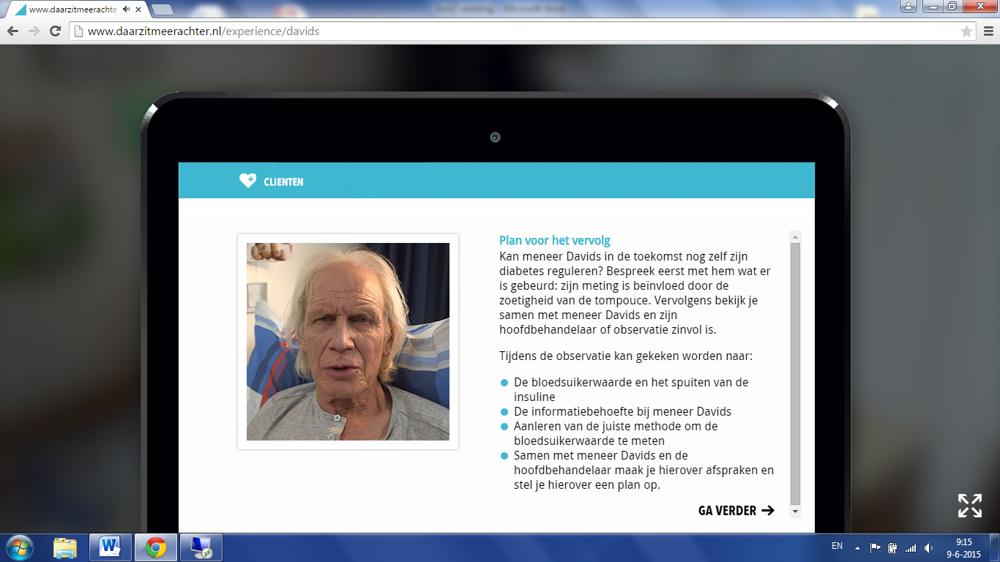 www.daarzitmeerachte
www.daarzitmeerachter.nl/experience/davids
CLIENTEN
Plan voor het vervolg
Kan meneer Davids in de toekomst nog zelf zijn
diabetes reguleren? Bespreek eerst met hem wat er
is gebeurd: zijn meting is beïnvloed door de
zoetigheid van de tompouce. Vervolgens bekijk je
samen met meneer Davids en zijn
hoofdbehandelaar of observatie zinvol is.
Tijdens de observatie kan gekeken worden naar:
De bloedsuikerwaarde en het spuiten van de
insuline
De informatiebehoefte bij meneer Davids
Aanleren van de juiste methode om de
bloedsuikerwaarde te meten
Samen met meneer Davids en de
hoofdbehandelaar maak je hierover afspraken en
stel je hierover een plan op.
GA VERDER
EN
9:15
9-6-2015